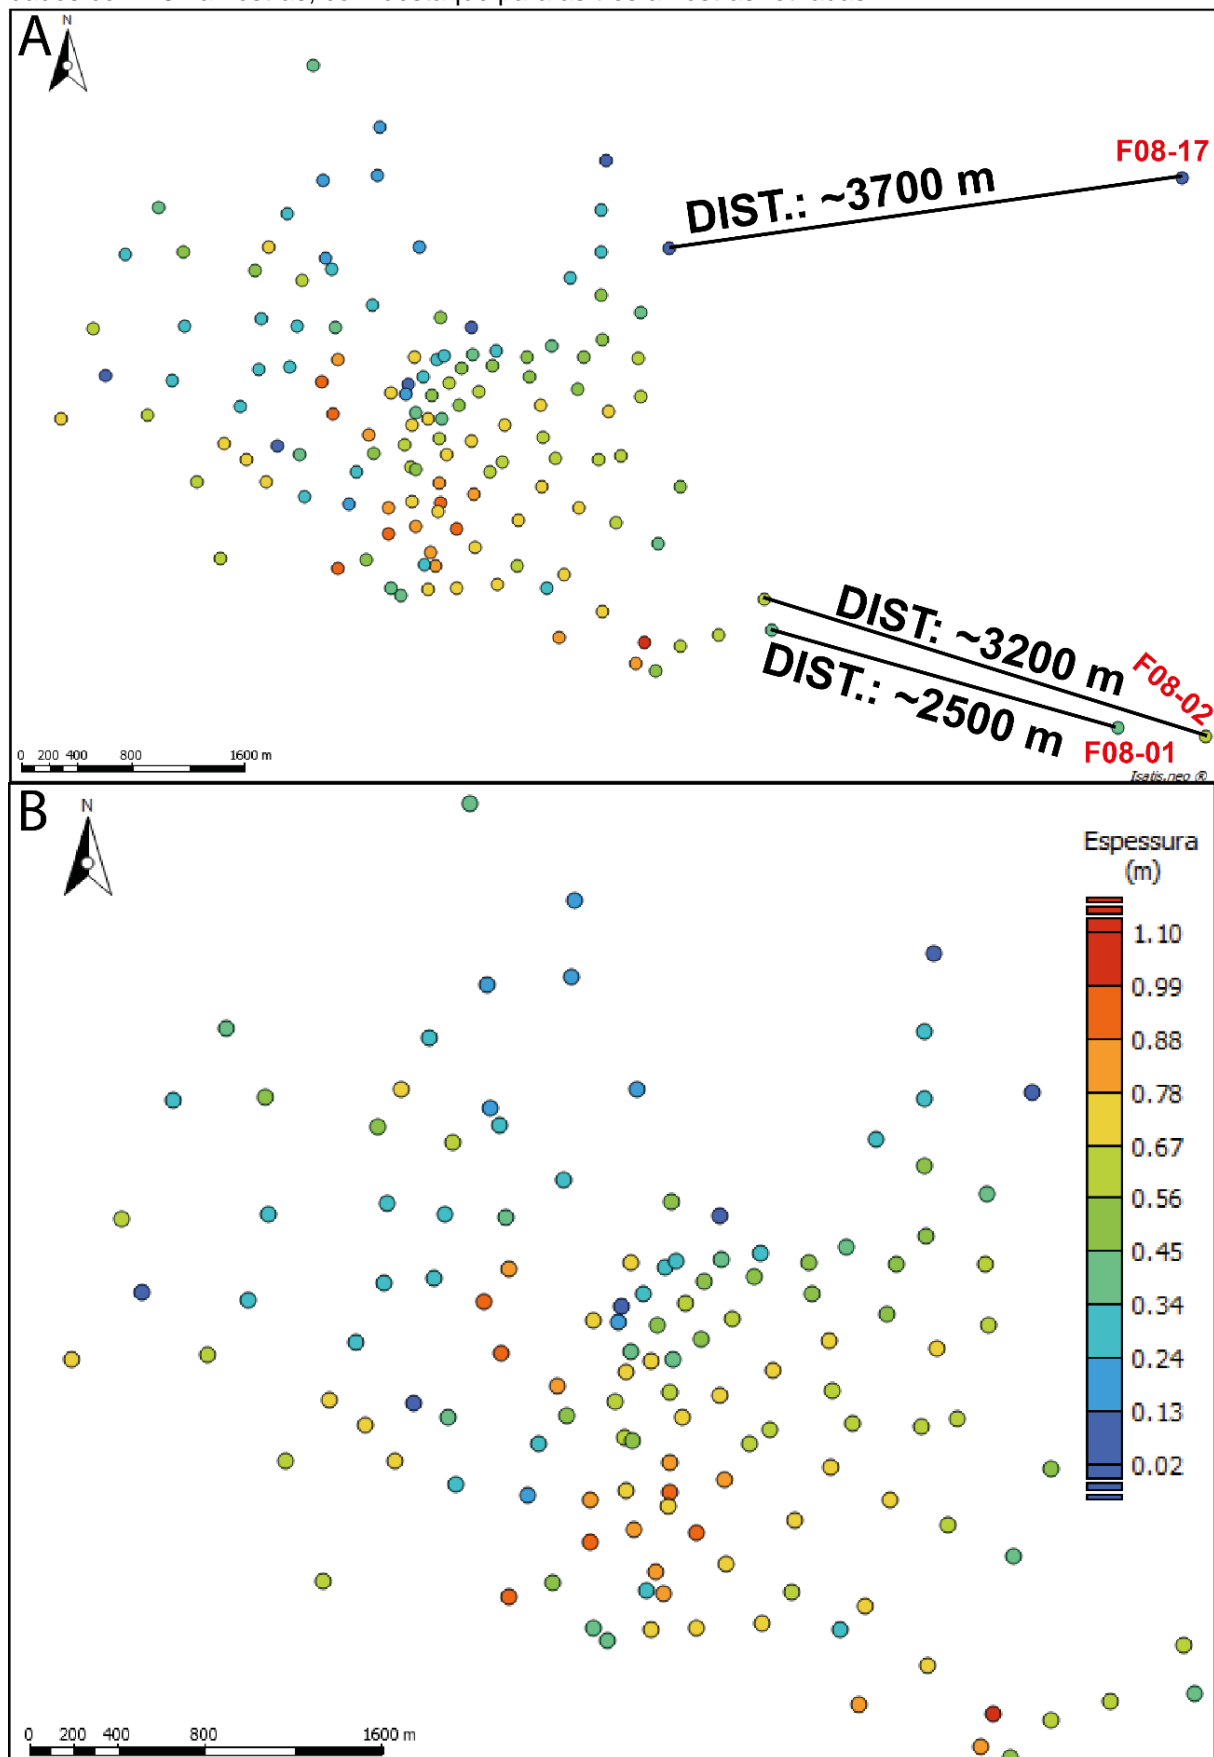 A
N
F08-17
DIST.: ~3700 m
DIST: ~3200 m
F08-02
DIST.: ~2500 m
F08-01
0 200 400 800 1600 m
Isatis.neo ®
B
N
Espessura
(m)
1.10
0.99
0.88
0.78
0.67
0.56
0.45
0.34
0.24
0.13
0.02
0 200 400 800 1600 m